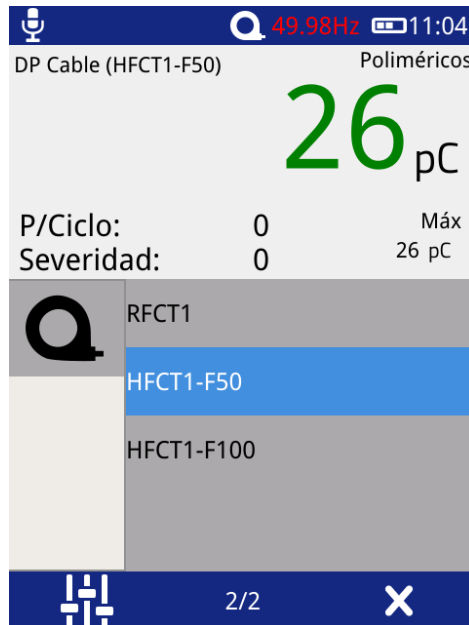 49.98Hz 11:04
DP Cable (HFCT1-F50) Poliméricos
26 pC
P/Ciclo: 0 Máx
Severidad: 0 26 pC
RFCT1
HFCT1-F50
HFCT1-F100
2/2